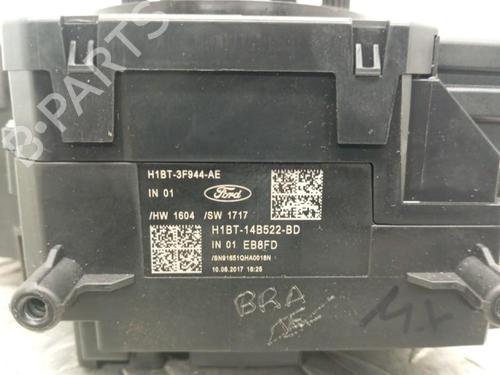 B-PARTS
H1BT-3F944-AE
IN 01
Ford
/HW 1604 /SW 1717
H1BT-14B522-BD
IN 01 EB8FD
/SN91651QHA0018N
10.06.2017 18:25
BRA